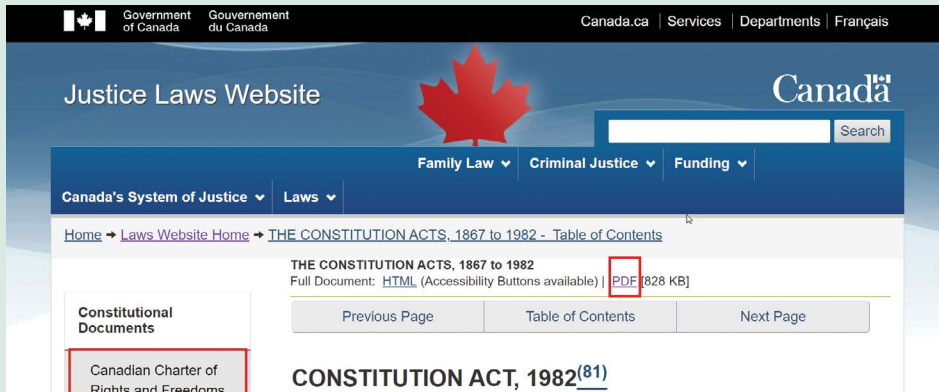 Government of Canada Gouvernement du Canada
Canada.ca | Services | Departments | Français
Justice Laws Website
Canada
Search
Family Law Criminal Justice Funding
Canada's System of Justice Laws
Home → Laws Website Home → THE CONSTITUTION ACTS, 1867 to 1982 - Table of Contents
THE CONSTITUTION ACTS, 1867 to 1982
Full Document: HTML (Accessibility Buttons available) | PDF [828 KB]
Previous Page Table of Contents Next Page
Constitutional
Documents
Canadian Charter of
Rights and Freedoms
CONSTITUTION ACT, 1982(81)